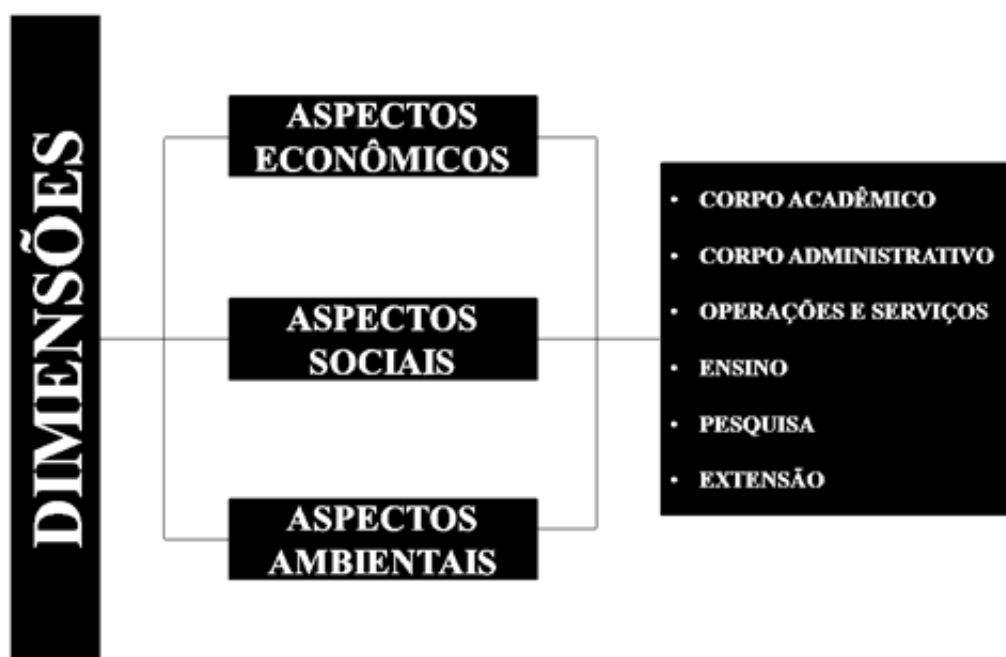 DIMENSÕES
ASPECTOS
ECONÔMICOS
ASPECTOS
SOCIAIS
ASPECTOS
AMBIENTAIS
• CORPO ACADÊMICO
• CORPO ADMINISTRATIVO
• OPERAÇÕES E SERVIÇOS
• ENSINO
• PESQUISA
• EXTENSÃO